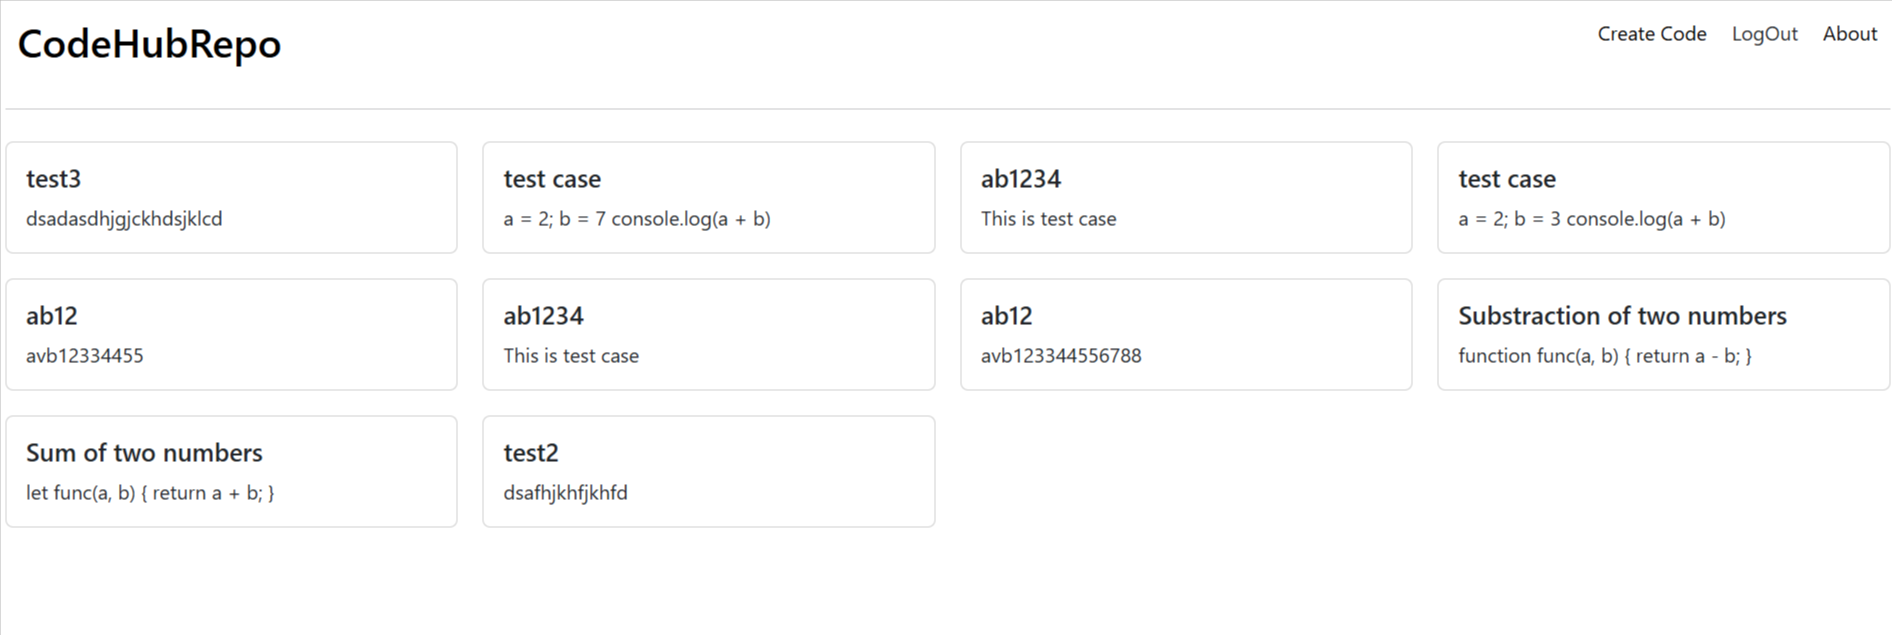 CodeHubRepo
Create Code LogOut About
test3
dsadasdhjgjckhdsjklcd
test case
a = 2; b = 7 console.log(a + b)
ab1234
This is test case
test case
a = 2; b = 3 console.log(a + b)
ab12
avb12334455
ab1234
This is test case
ab12
avb123344556788
Substraction of two numbers
function func(a, b) { return a - b; }
Sum of two numbers
let func(a, b) { return a + b; }
test2
dsafhjkhfjkhfd